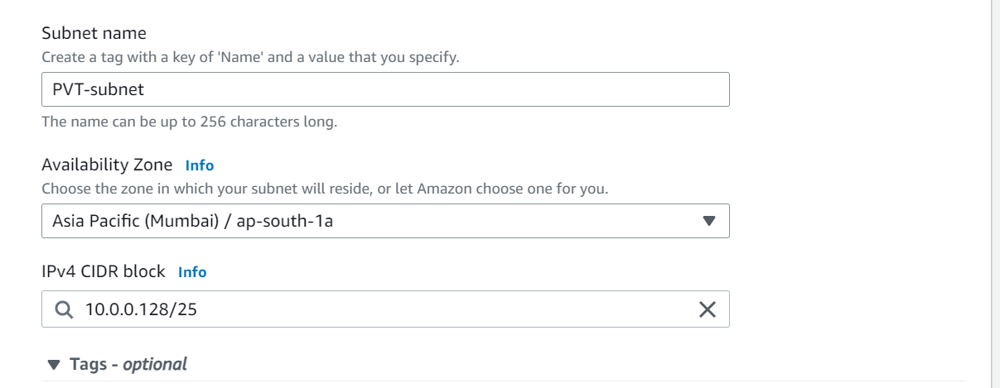 Subnet name
Create a tag with a key of 'Name' and a value that you specify.
PVT-subnet
The name can be up to 256 characters long.
Availability Zone Info
Choose the zone in which your subnet will reside, or let Amazon choose one for you.
Asia Pacific (Mumbai) / ap-south-1a
IPv4 CIDR block Info
10.0.0.128/25
Tags - optional